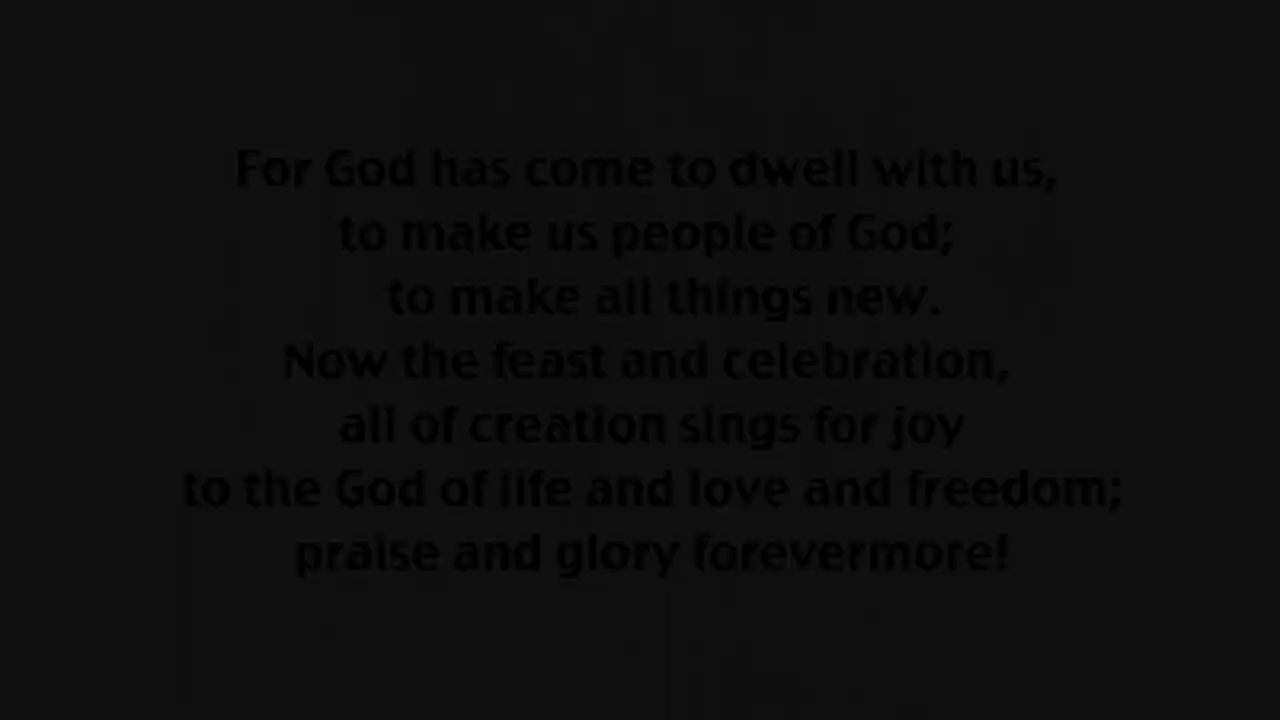 For God has come to dwell with us,
to make us people of God;
to make all things new.
Now the feast and celebration,
all of creation sings for joy
to the God of life and love and freedom;
praise and glory forevermore!